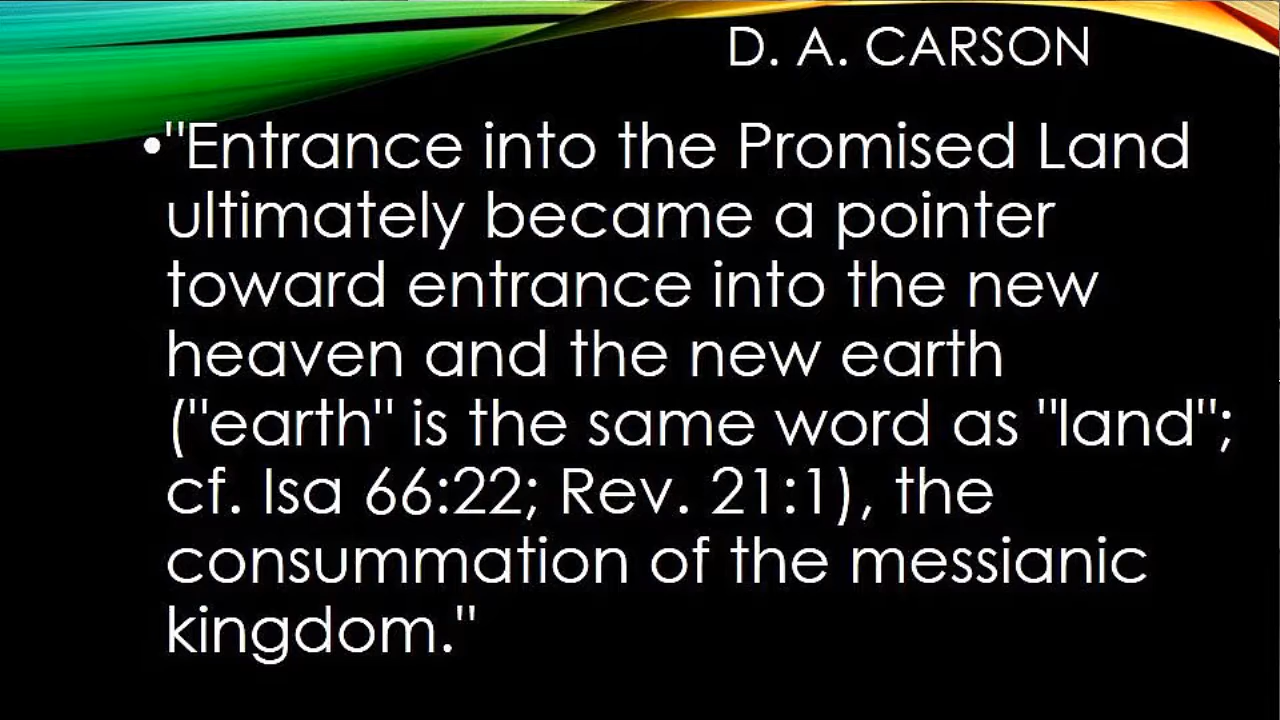 D. A. CARSON
•"Entrance into the Promised Land
ultimately became a pointer
toward entrance into the new
heaven and the new earth
("earth" is the same word as "land";
cf. Isa 66:22; Rev. 21:1), the
consummation of the messianic
kingdom."